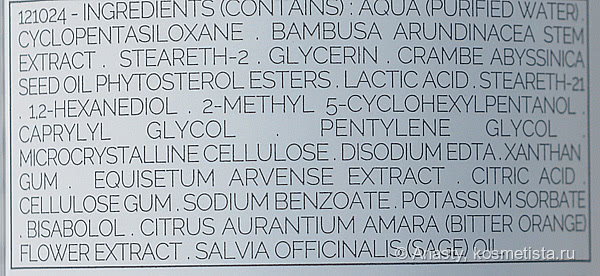 121024 - INGREDIENTS (CONTAINS) : AQUA (PURIFIED WATER) .
CYCLOPENTASILOXANE . BAMBUSA ARUNDINACEA STEM
EXTRACT . STEARETH-2 . GLYCERIN . CRAMBE ABYSSINICA
SEED OIL PHYTOSTEROL ESTERS . LACTIC ACID . STEARETH-21
. 1,2-HEXANEDIOL . 2-METHYL 5-CYCLOHEXYLPENTANOL .
CAPRYLYL GLYCOL . PENTYLENE GLYCOL .
MICROCRYSTALLINE CELLULOSE . DISODIUM EDTA . XANTHAN
GUM . EQUISETUM ARVENSE EXTRACT . CITRIC ACID .
CELLULOSE GUM . SODIUM BENZOATE . POTASSIUM SORBATE
. BISABOLOL . CITRUS AURANTIUM AMARA (BITTER ORANGE)
FLOWER EXTRACT . SALVIA OFFICINALIS (SAGE) OIL
© Ariasty, kosmetista.ru